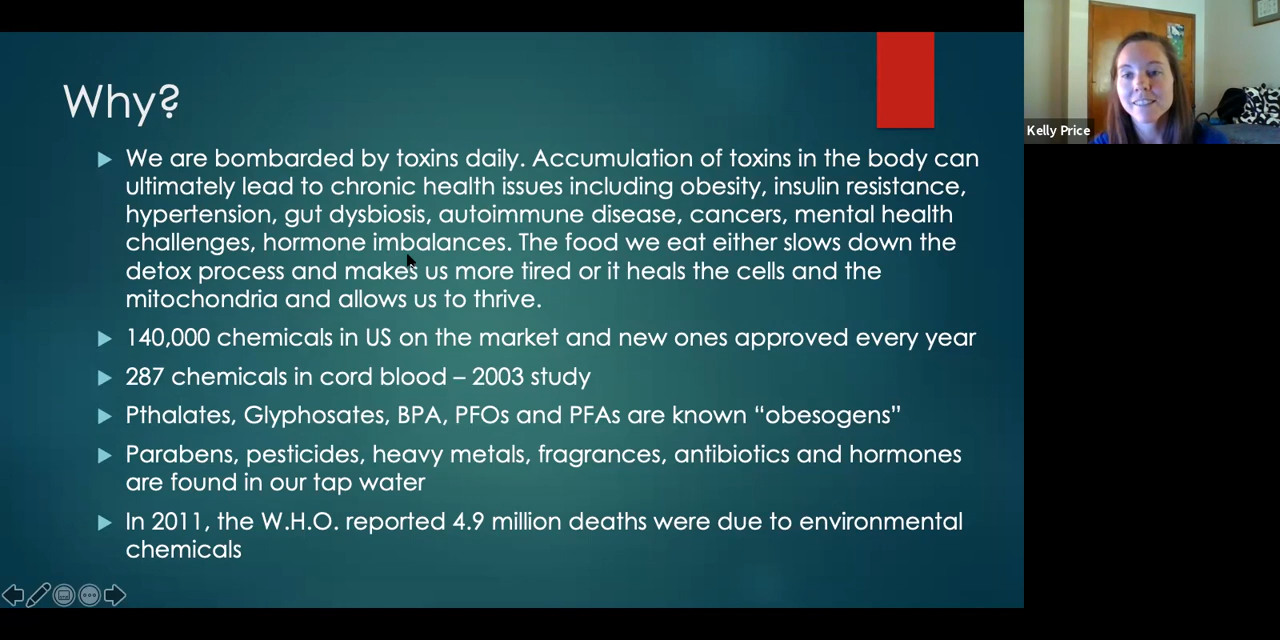 Why?
We are bombarded by toxins daily. Accumulation of toxins in the body can
ultimately lead to chronic health issues including obesity, insulin resistance,
hypertension, gut dysbiosis, autoimmune disease, cancers, mental health
challenges, hormone imbalances. The food we eat either slows down the
detox process and makes us more tired or it heals the cells and the
mitochondria and allows us to thrive.
140,000 chemicals in US on the market and new ones approved every year
287 chemicals in cord blood – 2003 study
Pthalates, Glyphosates, BPA, PFOs and PFAs are known “obesogens”
Parabens, pesticides, heavy metals, fragrances, antibiotics and hormones
are found in our tap water
In 2011, the W.H.O. reported 4.9 million deaths were due to environmental
chemicals
Kelly Price